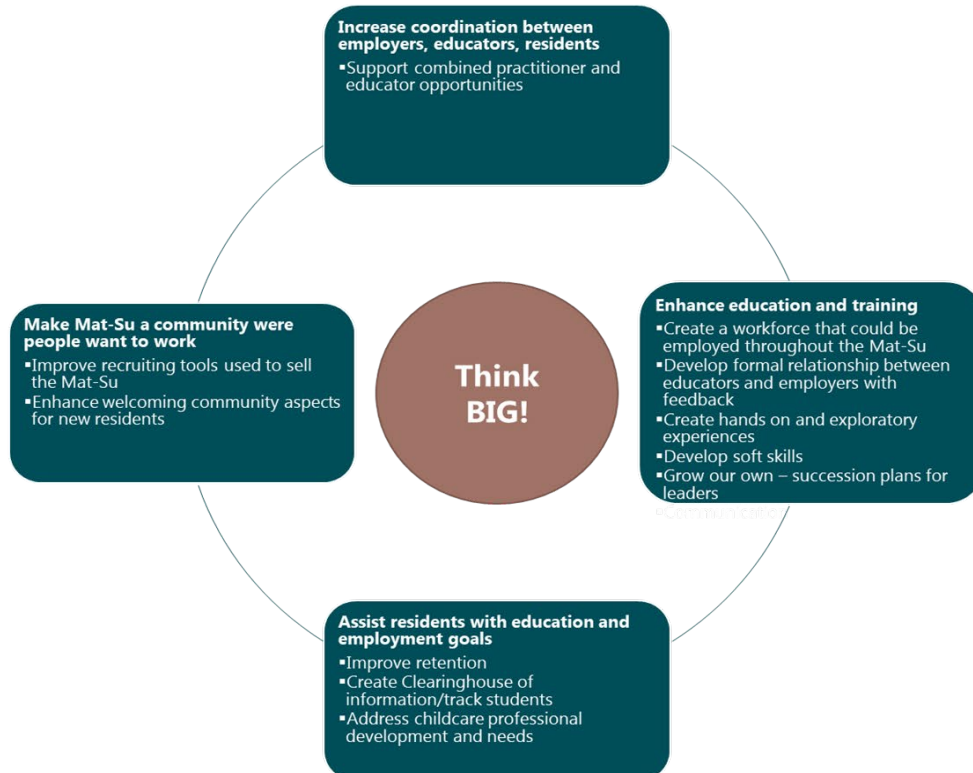 Increase coordination between
employers, educators, residents
▪Support combined practitioner and
educator opportunities
Make Mat-Su a community were
people want to work
▪Improve recruiting tools used to sell
the Mat-Su
▪Enhance welcoming community aspects
for new residents
Think
BIG!
Enhance education and training
▪Create a workforce that could be
employed throughout the Mat-Su
▪Develop formal relationship between
educators and employers with
feedback
▪Create hands on and exploratory
experiences
▪Develop soft skills
▪Grow our own – succession plans for
leaders
Assist residents with education and
employment goals
▪Improve retention
▪Create Clearinghouse of
information/track students
▪Address childcare professional
development and needs